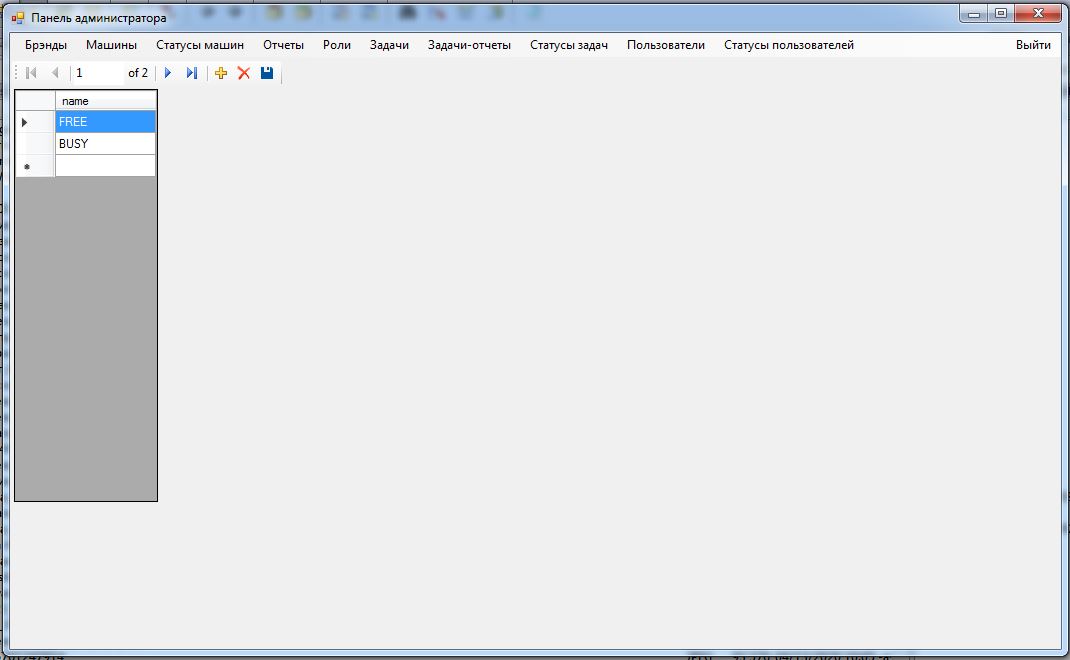 Панель администратора
Брэнды Машины Статусы машин Отчеты Роли Задачи Задачи-отчеты Статусы задач Пользователи Статусы пользователей Выйти
1 of 2
name
FREE
BUSY